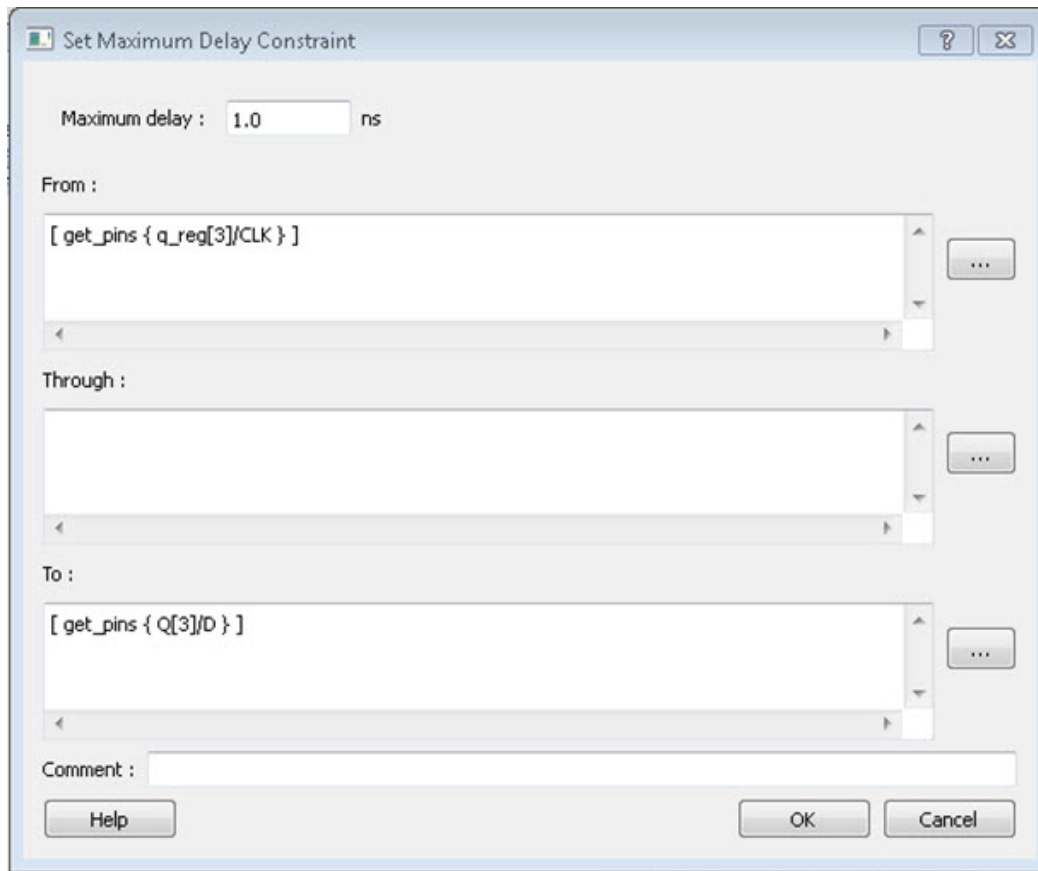 Set Maximum Delay Constraint
Maximum delay : 1.0 ns
From :
[ get_pins { q_reg[3]/CLK } ]
...
Through :
...
To :
[ get_pins { Q[3]/D } ]
...
Comment :
Help OK Cancel